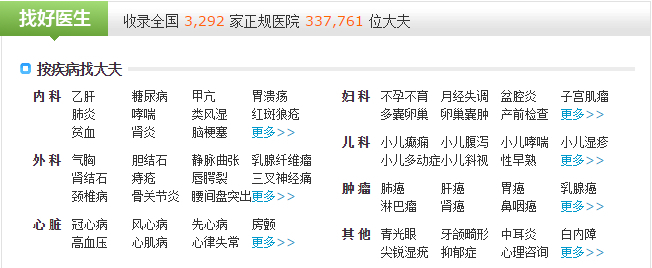 找好医生 收录全国 3,292 家正规医院 337,761 位大夫
按疾病找大夫
内 科 乙肝 糖尿病 甲亢 胃溃疡
肺炎 哮喘 类风湿 红斑狼疮
贫血 肾炎 脑梗塞 更多>>
外 科 气胸 胆结石 静脉曲张 乳腺纤维瘤
肾结石 痔疮 唇腭裂 三叉神经痛
颈椎病 骨关节炎 腰间盘突出 更多>>
心 脏 冠心病 风心病 先心病 房颤
高血压 心肌病 心律失常 更多>>
妇 科 不孕不育 月经失调 盆腔炎 子宫肌瘤
多囊卵巢 卵巢囊肿 产前检查 更多>>
儿 科 小儿癫痫 小儿腹泻 小儿哮喘 小儿湿疹
小儿多动症 小儿斜视 性早熟 更多>>
肿 瘤 肺癌 肝癌 胃癌 乳腺癌
淋巴瘤 肾癌 鼻咽癌 更多>>
其 他 青光眼 牙颌畸形 中耳炎 白内障
尖锐湿疣 抑郁症 心理咨询 更多>>